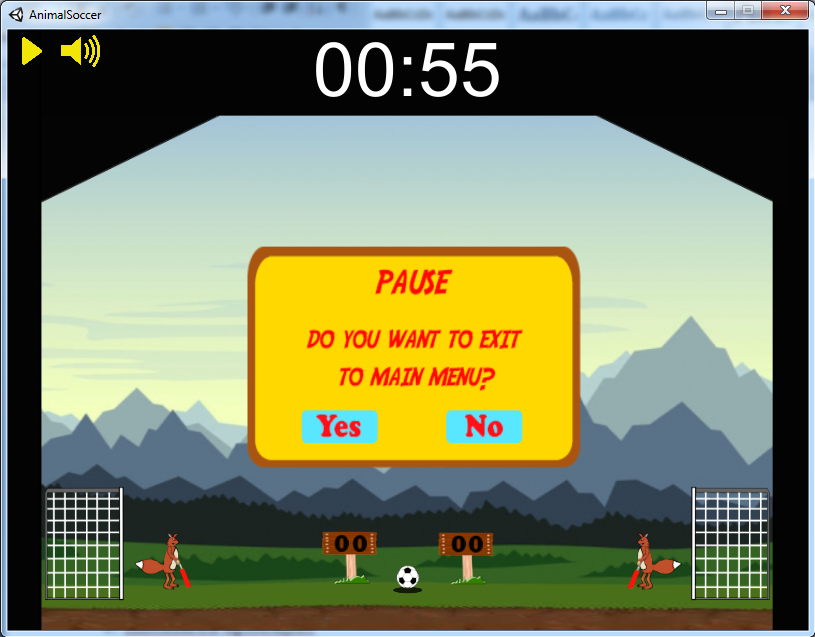 AnimalSoccer
00:55
PAUSE
DO YOU WANT TO EXIT
TO MAIN MENU?
Yes No
00 00